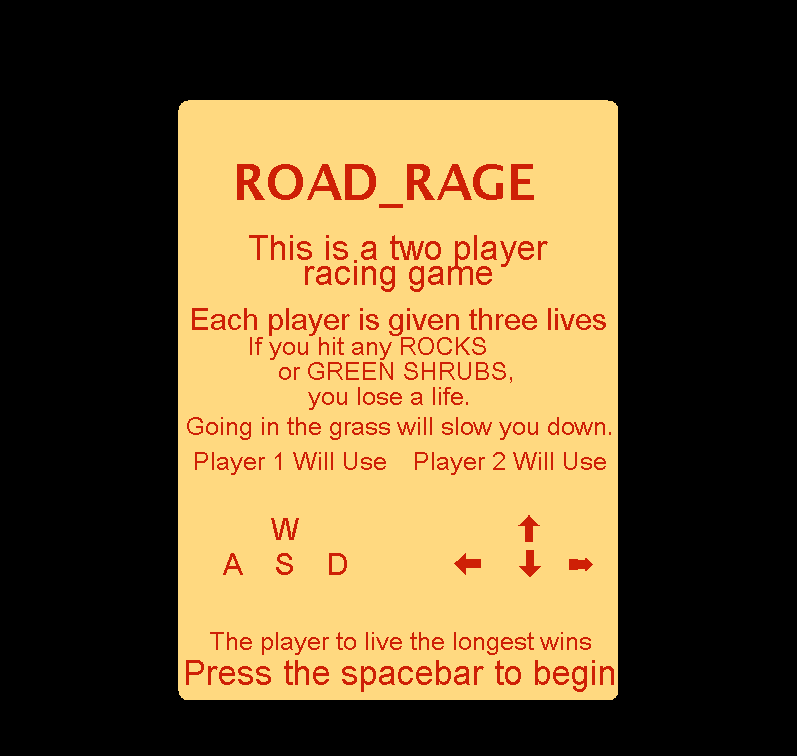 ROAD_RAGE
This is a two player
racing game
Each player is given three lives
If you hit any ROCKS
or GREEN SHRUBS,
you lose a life.
Going in the grass will slow you down.
Player 1 Will Use Player 2 Will Use
W ↑
A S D ← ↓ →
The player to live the longest wins
Press the spacebar to begin